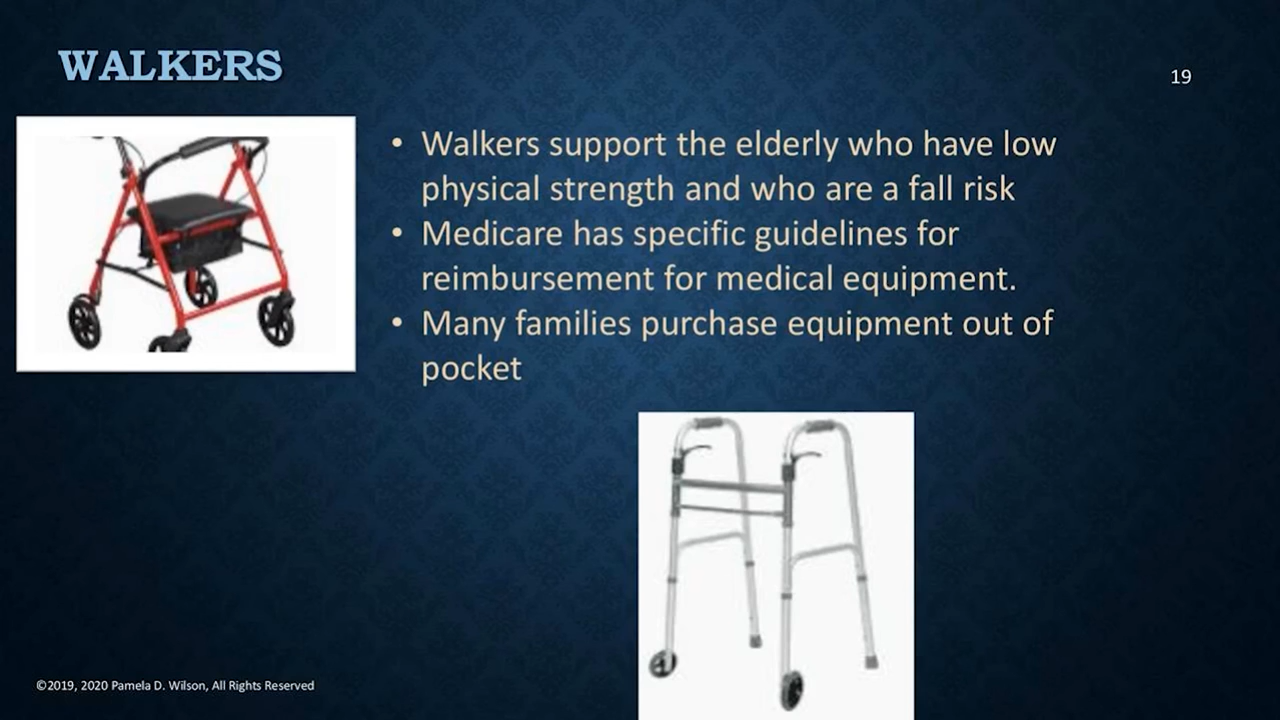 WALKERS
19
• Walkers support the elderly who have low
physical strength and who are a fall risk
• Medicare has specific guidelines for
reimbursement for medical equipment.
• Many families purchase equipment out of
pocket
©2019, 2020 Pamela D. Wilson, All Rights Reserved